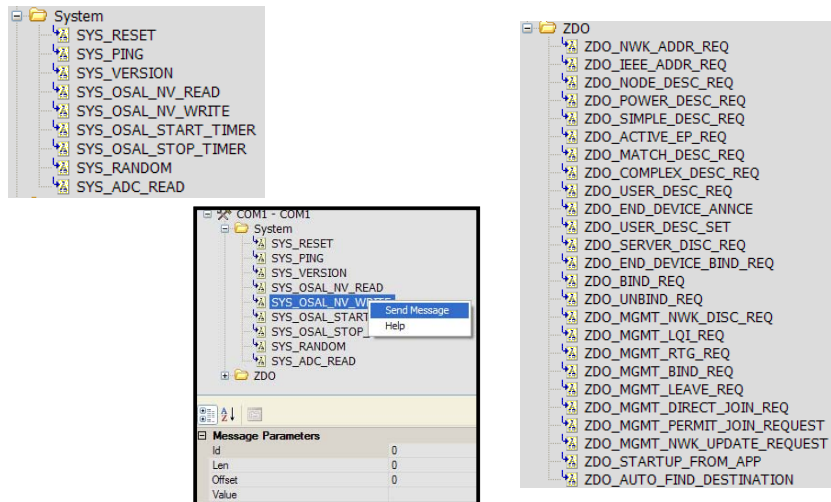 System
SYS_RESET
SYS_PING
SYS_VERSION
SYS_OSAL_NV_READ
SYS_OSAL_NV_WRITE
SYS_OSAL_START_TIMER
SYS_OSAL_STOP_TIMER
SYS_RANDOM
SYS_ADC_READ
COM1 - COM1
System
SYS_RESET
SYS_PING
SYS_VERSION
SYS_OSAL_NV_READ
SYS_OSAL_NV_WRITE
Send Message
SYS_OSAL_START
Help
SYS_OSAL_STOP_
SYS_RANDOM
SYS_ADC_READ
ZDO
Message Parameters
Id 0
Len 0
Offset 0
Value
ZDO
ZDO_NWK_ADDR_REQ
ZDO_IEEE_ADDR_REQ
ZDO_NODE_DESC_REQ
ZDO_POWER_DESC_REQ
ZDO_SIMPLE_DESC_REQ
ZDO_ACTIVE_EP_REQ
ZDO_MATCH_DESC_REQ
ZDO_COMPLEX_DESC_REQ
ZDO_USER_DESC_REQ
ZDO_END_DEVICE_ANNCE
ZDO_USER_DESC_SET
ZDO_SERVER_DISC_REQ
ZDO_END_DEVICE_BIND_REQ
ZDO_BIND_REQ
ZDO_UNBIND_REQ
ZDO_MGMT_NWK_DISC_REQ
ZDO_MGMT_LQI_REQ
ZDO_MGMT_RTG_REQ
ZDO_MGMT_BIND_REQ
ZDO_MGMT_LEAVE_REQ
ZDO_MGMT_DIRECT_JOIN_REQ
ZDO_MGMT_PERMIT_JOIN_REQUEST
ZDO_MGMT_NWK_UPDATE_REQUEST
ZDO_STARTUP_FROM_APP
ZDO_AUTO_FIND_DESTINATION